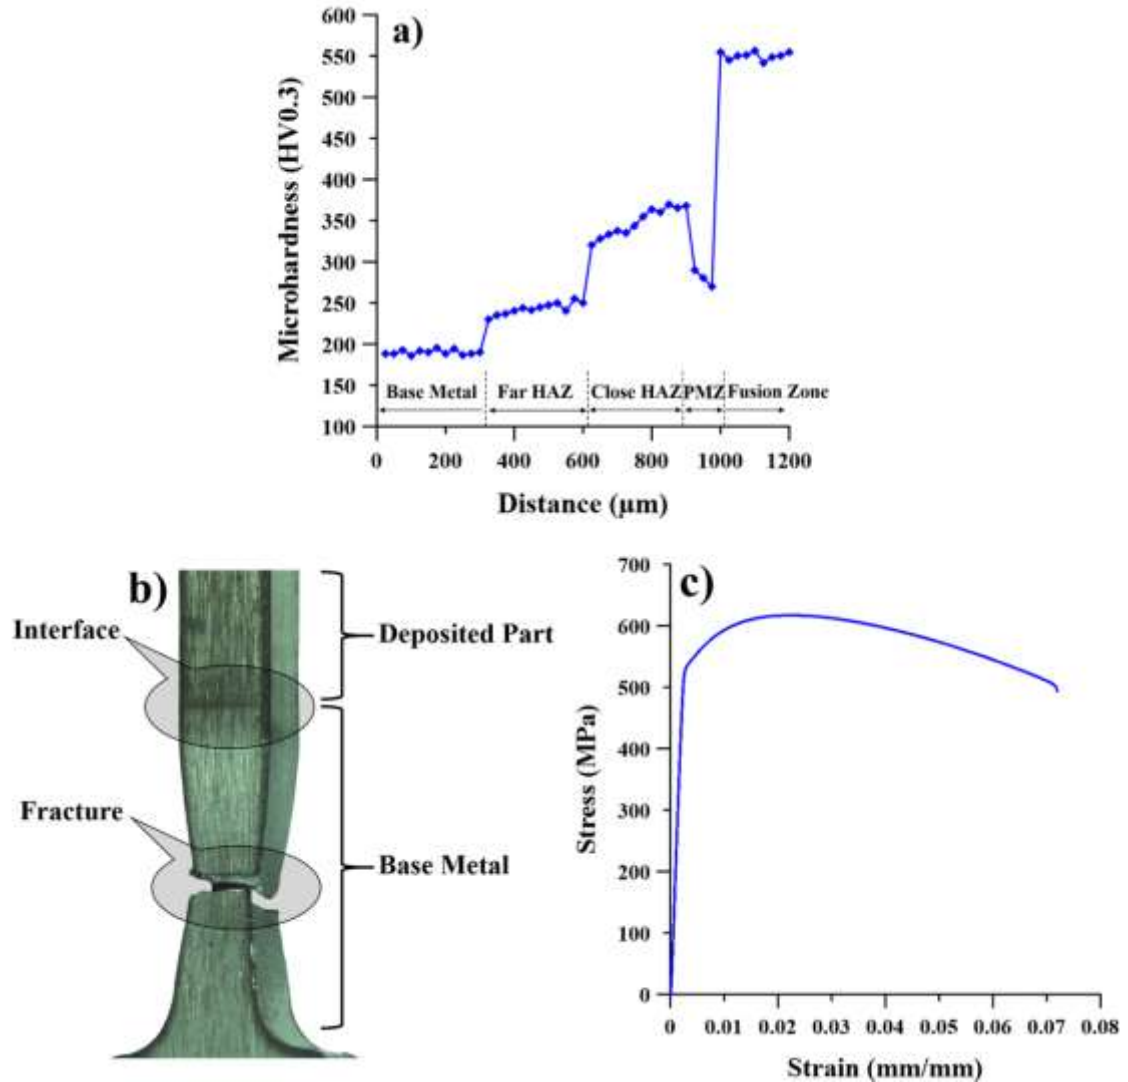 a)
Microhardness (HV0.3)
600
550
500
450
400
350
300
250
200
150
100
Base Metal Far HAZ Close HAZ PMZ Fusion Zone
0 200 400 600 800 1000 1200
Distance (µm)
b)
Interface
Deposited Part
Fracture
Base Metal
c)
Stress (MPa)
700
600
500
400
300
200
100
0
0 0.01 0.02 0.03 0.04 0.05 0.06 0.07 0.08
Strain (mm/mm)